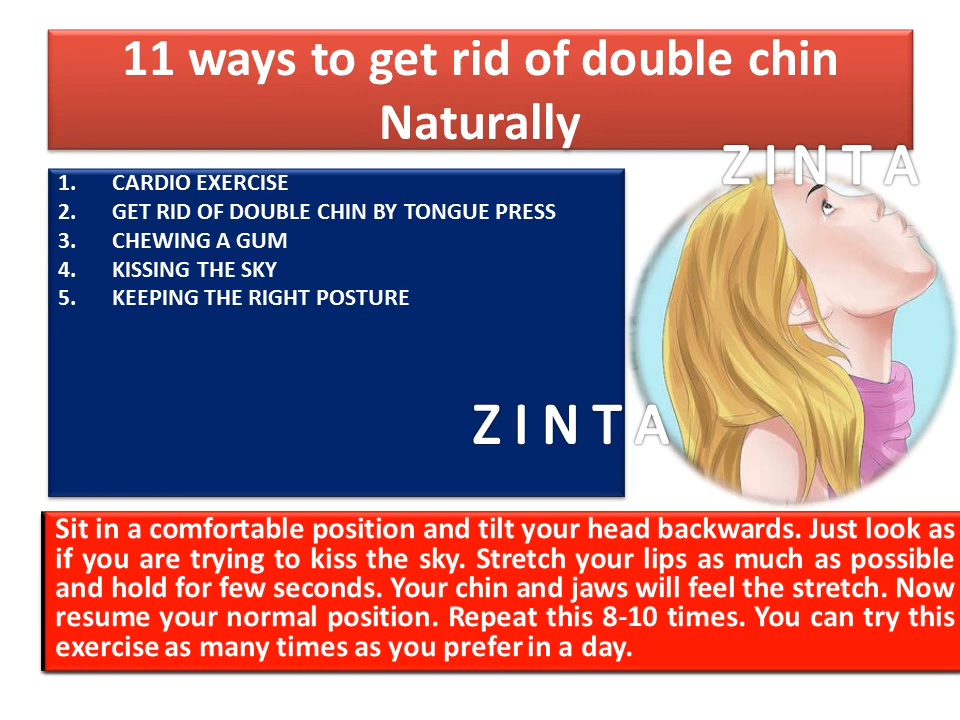 11 ways to get rid of double chin
Naturally
ZINTA
1. CARDIO EXERCISE
2. GET RID OF DOUBLE CHIN BY TONGUE PRESS
3. CHEWING A GUM
4. KISSING THE SKY
5. KEEPING THE RIGHT POSTURE
ZINTA
Sit in a comfortable position and tilt your head backwards. Just look as
if you are trying to kiss the sky. Stretch your lips as much as possible
and hold for few seconds. Your chin and jaws will feel the stretch. Now
resume your normal position. Repeat this 8-10 times. You can try this
exercise as many times as you prefer in a day.